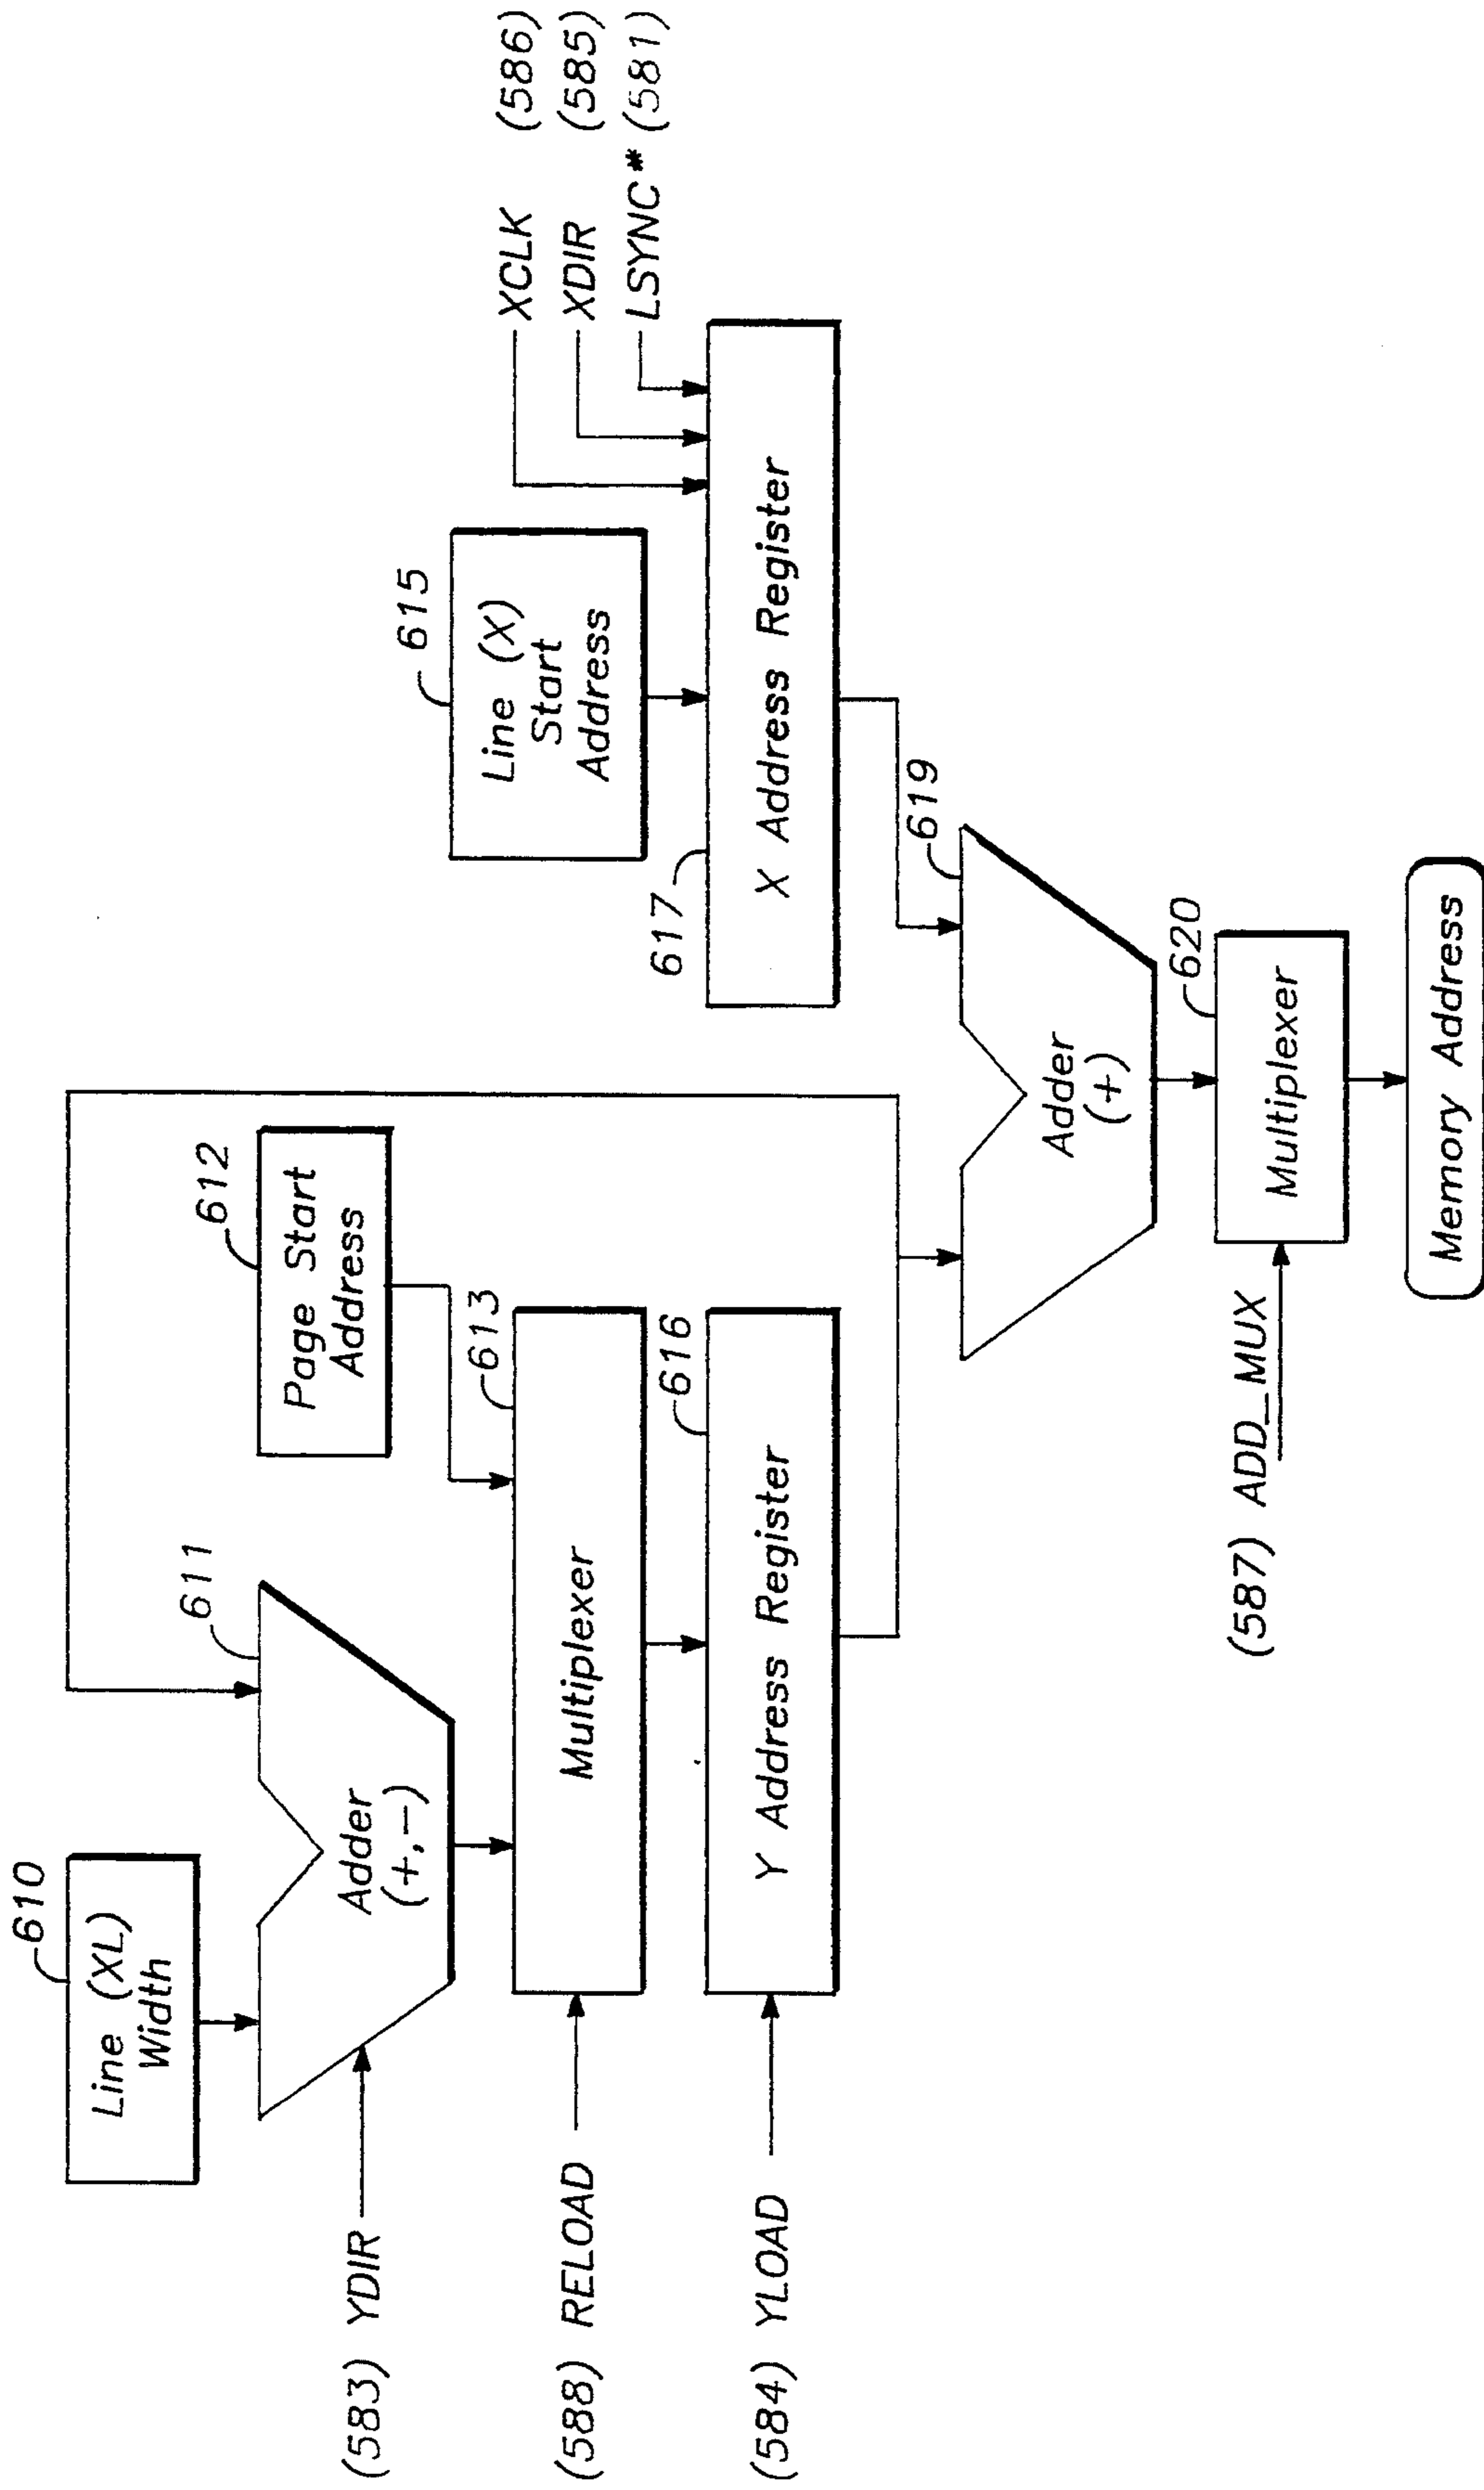 610
Line (XL)
Width
611
(583) YDIR
Adder
(+,-)
612
Page Start
Address
613
(588) RELOAD
Multiplexer
616
(584) YLOAD
Y Address Register
615
Line (X)
Start
Address
XCLK (586)
XDIR (585)
LSYNC* (581)
617
X Address Register
619
Adder
(+)
620
(587) ADD_MUX
Multiplexer
Memory Address